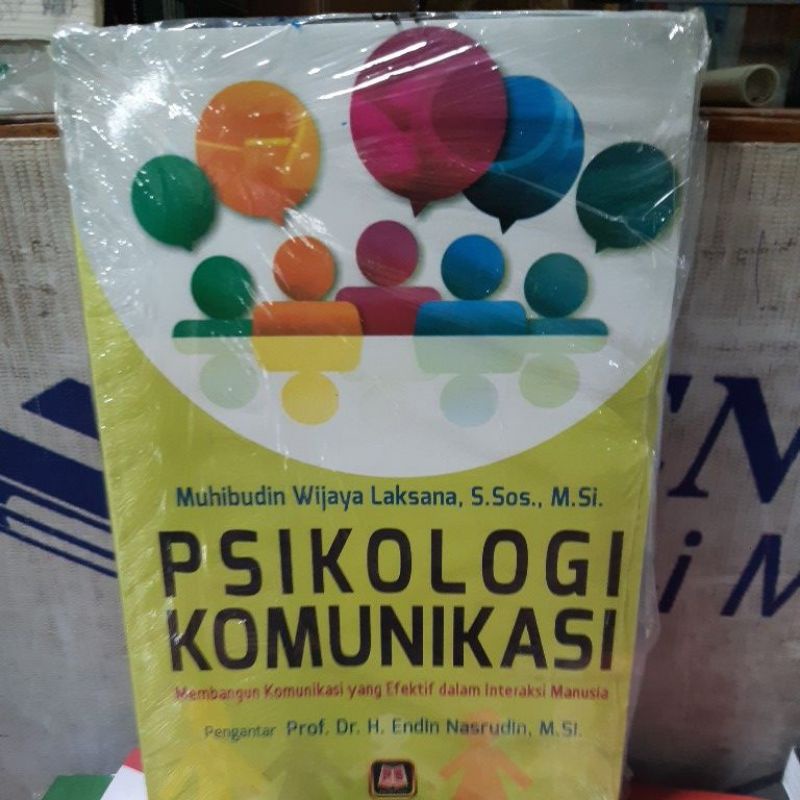 Muhibudin Wijaya Laksana, S.Sos., M.Si.
PSIKOLOGI
KOMUNIKASI
Membangun Komunikasi yang Efektif dalam Interaksi Manusia
Pengantar Prof. Dr. H. Endin Nasrudin, M.Si.